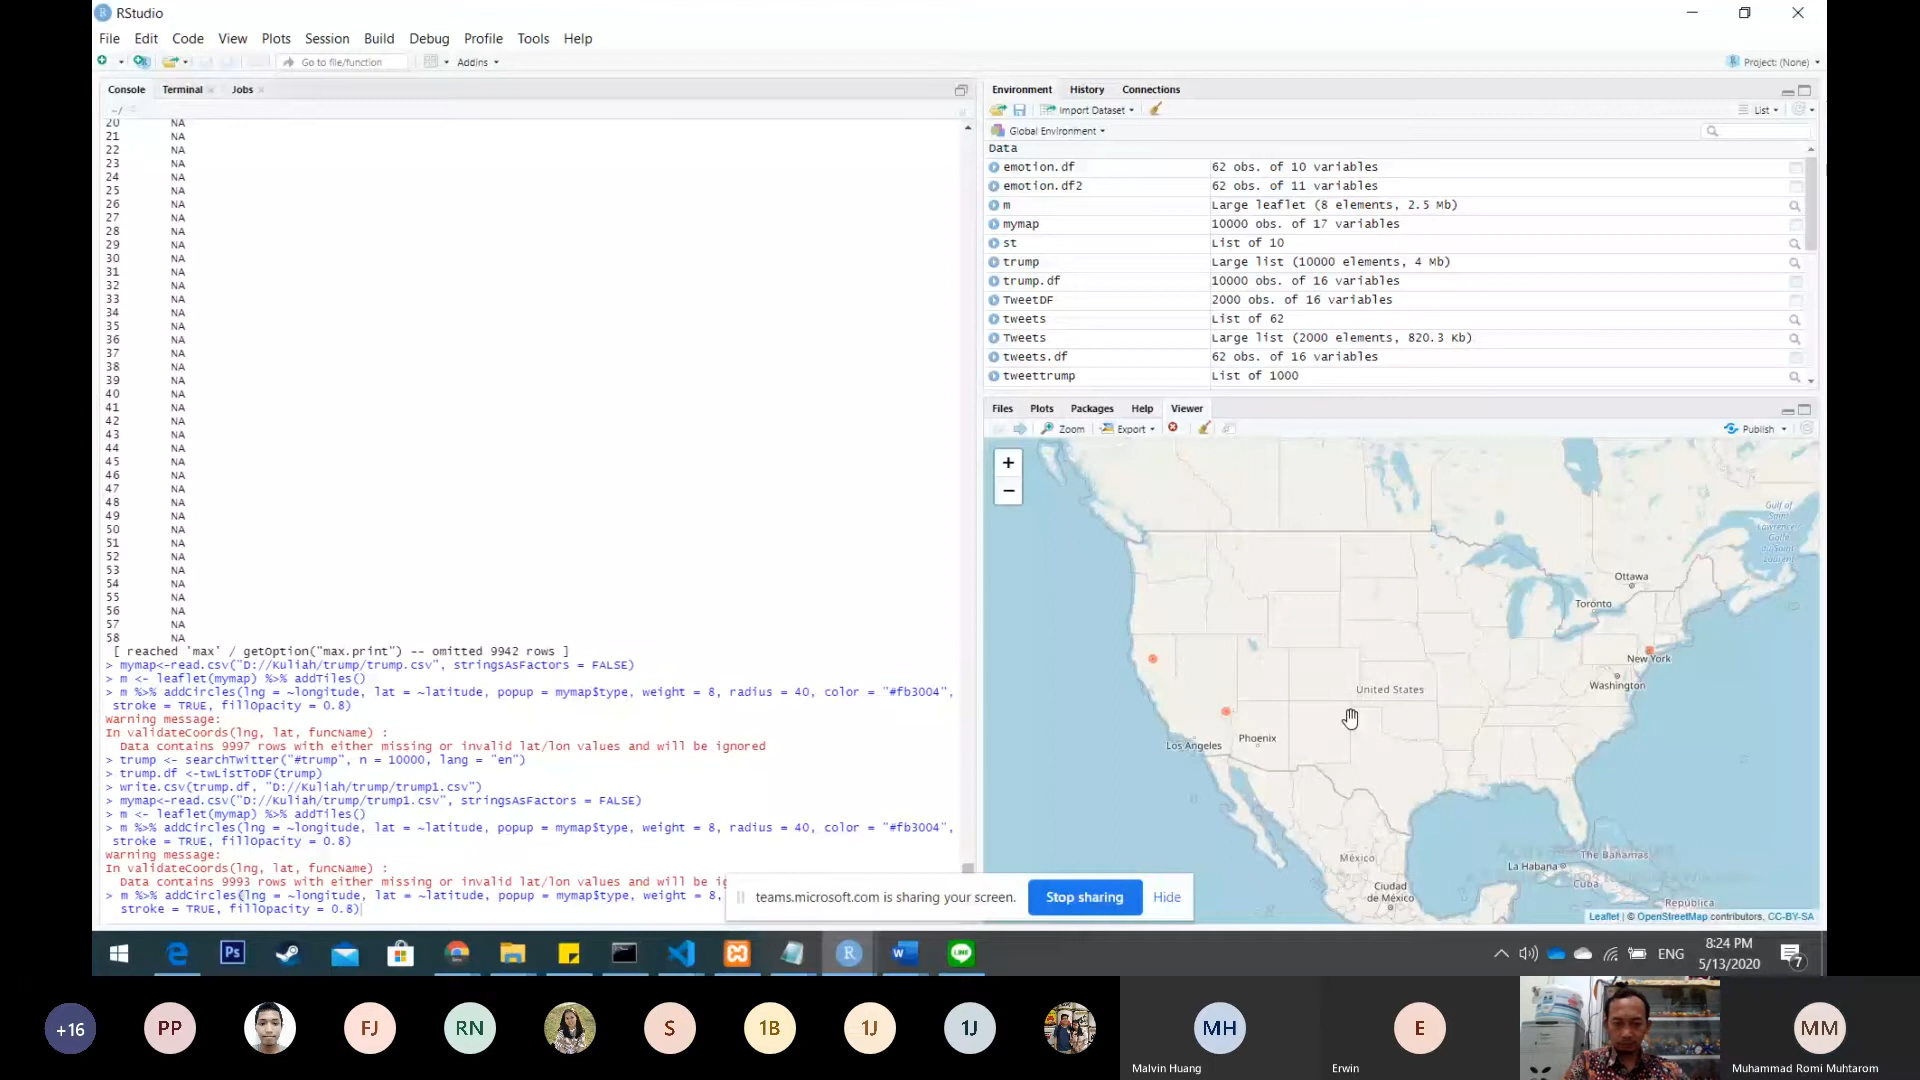 RStudio
File Edit Code View Plots Session Build Debug Profile Tools Help
Go to file/function
Addins
Project: (None)
Console Terminal Jobs
~/
20 NA
21 NA
22 NA
23 NA
24 NA
25 NA
26 NA
27 NA
28 NA
29 NA
30 NA
31 NA
32 NA
33 NA
34 NA
35 NA
36 NA
37 NA
38 NA
39 NA
40 NA
41 NA
42 NA
43 NA
44 NA
45 NA
46 NA
47 NA
48 NA
49 NA
50 NA
51 NA
52 NA
53 NA
54 NA
55 NA
56 NA
57 NA
58 NA
[ reached 'max' / getOption("max.print") -- omitted 9942 rows ]
> mymap<-read.csv("D://Kuliah/trump/trump.csv", stringsAsFactors = FALSE)
> m <- leaflet(mymap) %>% addTiles()
> m %>% addCircles(lng = ~longitude, lat = ~latitude, popup = mymap$type, weight = 8, radius = 40, color = "#fb3004",
stroke = TRUE, fillOpacity = 0.8)
Warning message:
In validateCoords(lng, lat, funcName) :
Data contains 9997 rows with either missing or invalid lat/lon values and will be ignored
> trump <- searchTwitter("#trump", n = 10000, lang = "en")
> trump.df <-twListToDF(trump)
> write.csv(trump.df, "D://Kuliah/trump/trump1.csv")
> mymap<-read.csv("D://Kuliah/trump/trump1.csv", stringsAsFactors = FALSE)
> m <- leaflet(mymap) %>% addTiles()
> m %>% addCircles(lng = ~longitude, lat = ~latitude, popup = mymap$type, weight = 8, radius = 40, color = "#fb3004",
stroke = TRUE, fillOpacity = 0.8)
Warning message:
In validateCoords(lng, lat, funcName) :
Data contains 9993 rows with either missing or invalid lat/lon values and will be ig
> m %>% addCircles(lng = ~longitude, lat = ~latitude, popup = mymap$type, weight = 8,
stroke = TRUE, fillOpacity = 0.8)
Environment History Connections
Import Dataset
List
Global Environment
Data
emotion.df 62 obs. of 10 variables
emotion.df2 62 obs. of 11 variables
m Large leaflet (8 elements, 2.5 Mb)
mymap 10000 obs. of 17 variables
st List of 10
trump Large list (10000 elements, 4 Mb)
trump.df 10000 obs. of 16 variables
TweetDF 2000 obs. of 16 variables
tweets List of 62
Tweets Large list (2000 elements, 820.3 Kb)
tweets.df 62 obs. of 16 variables
tweettrump List of 1000
Files Plots Packages Help Viewer
Zoom Export Publish
+
−
Gulf of
Saint
Lawrence
Golfe
du Saint
Laurent
Ottawa
Toronto
New York
Washington
United States
Phoenix
Los Angeles
The Bahamas
La Habana
Cuba
México
Ciudad
de México
República
Leaflet | © OpenStreetMap contributors, CC-BY-SA
teams.microsoft.com is sharing your screen.
Stop sharing
Hide
Ps
ENG
8:24 PM
5/13/2020
7
+16
PP
FJ
RN
S
1B
1J
1J
MH
Malvin Huang
E
Erwin
MM
Muhammad Romi Muhtarom